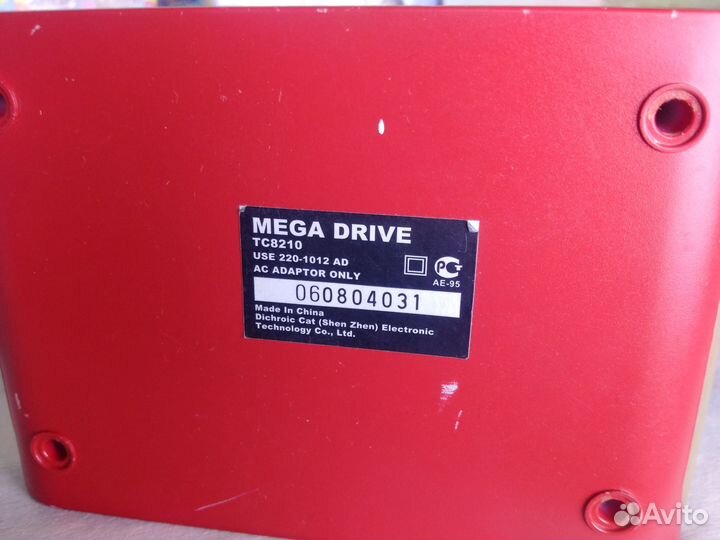 MEGA DRIVE
TC8210
USE 220-1012 AD
AC ADAPTOR ONLY
РСТ
AE-95
060804031
Made In China
Dichroic Cat (Shen Zhen) Electronic
Technology Co., Ltd.
Avito